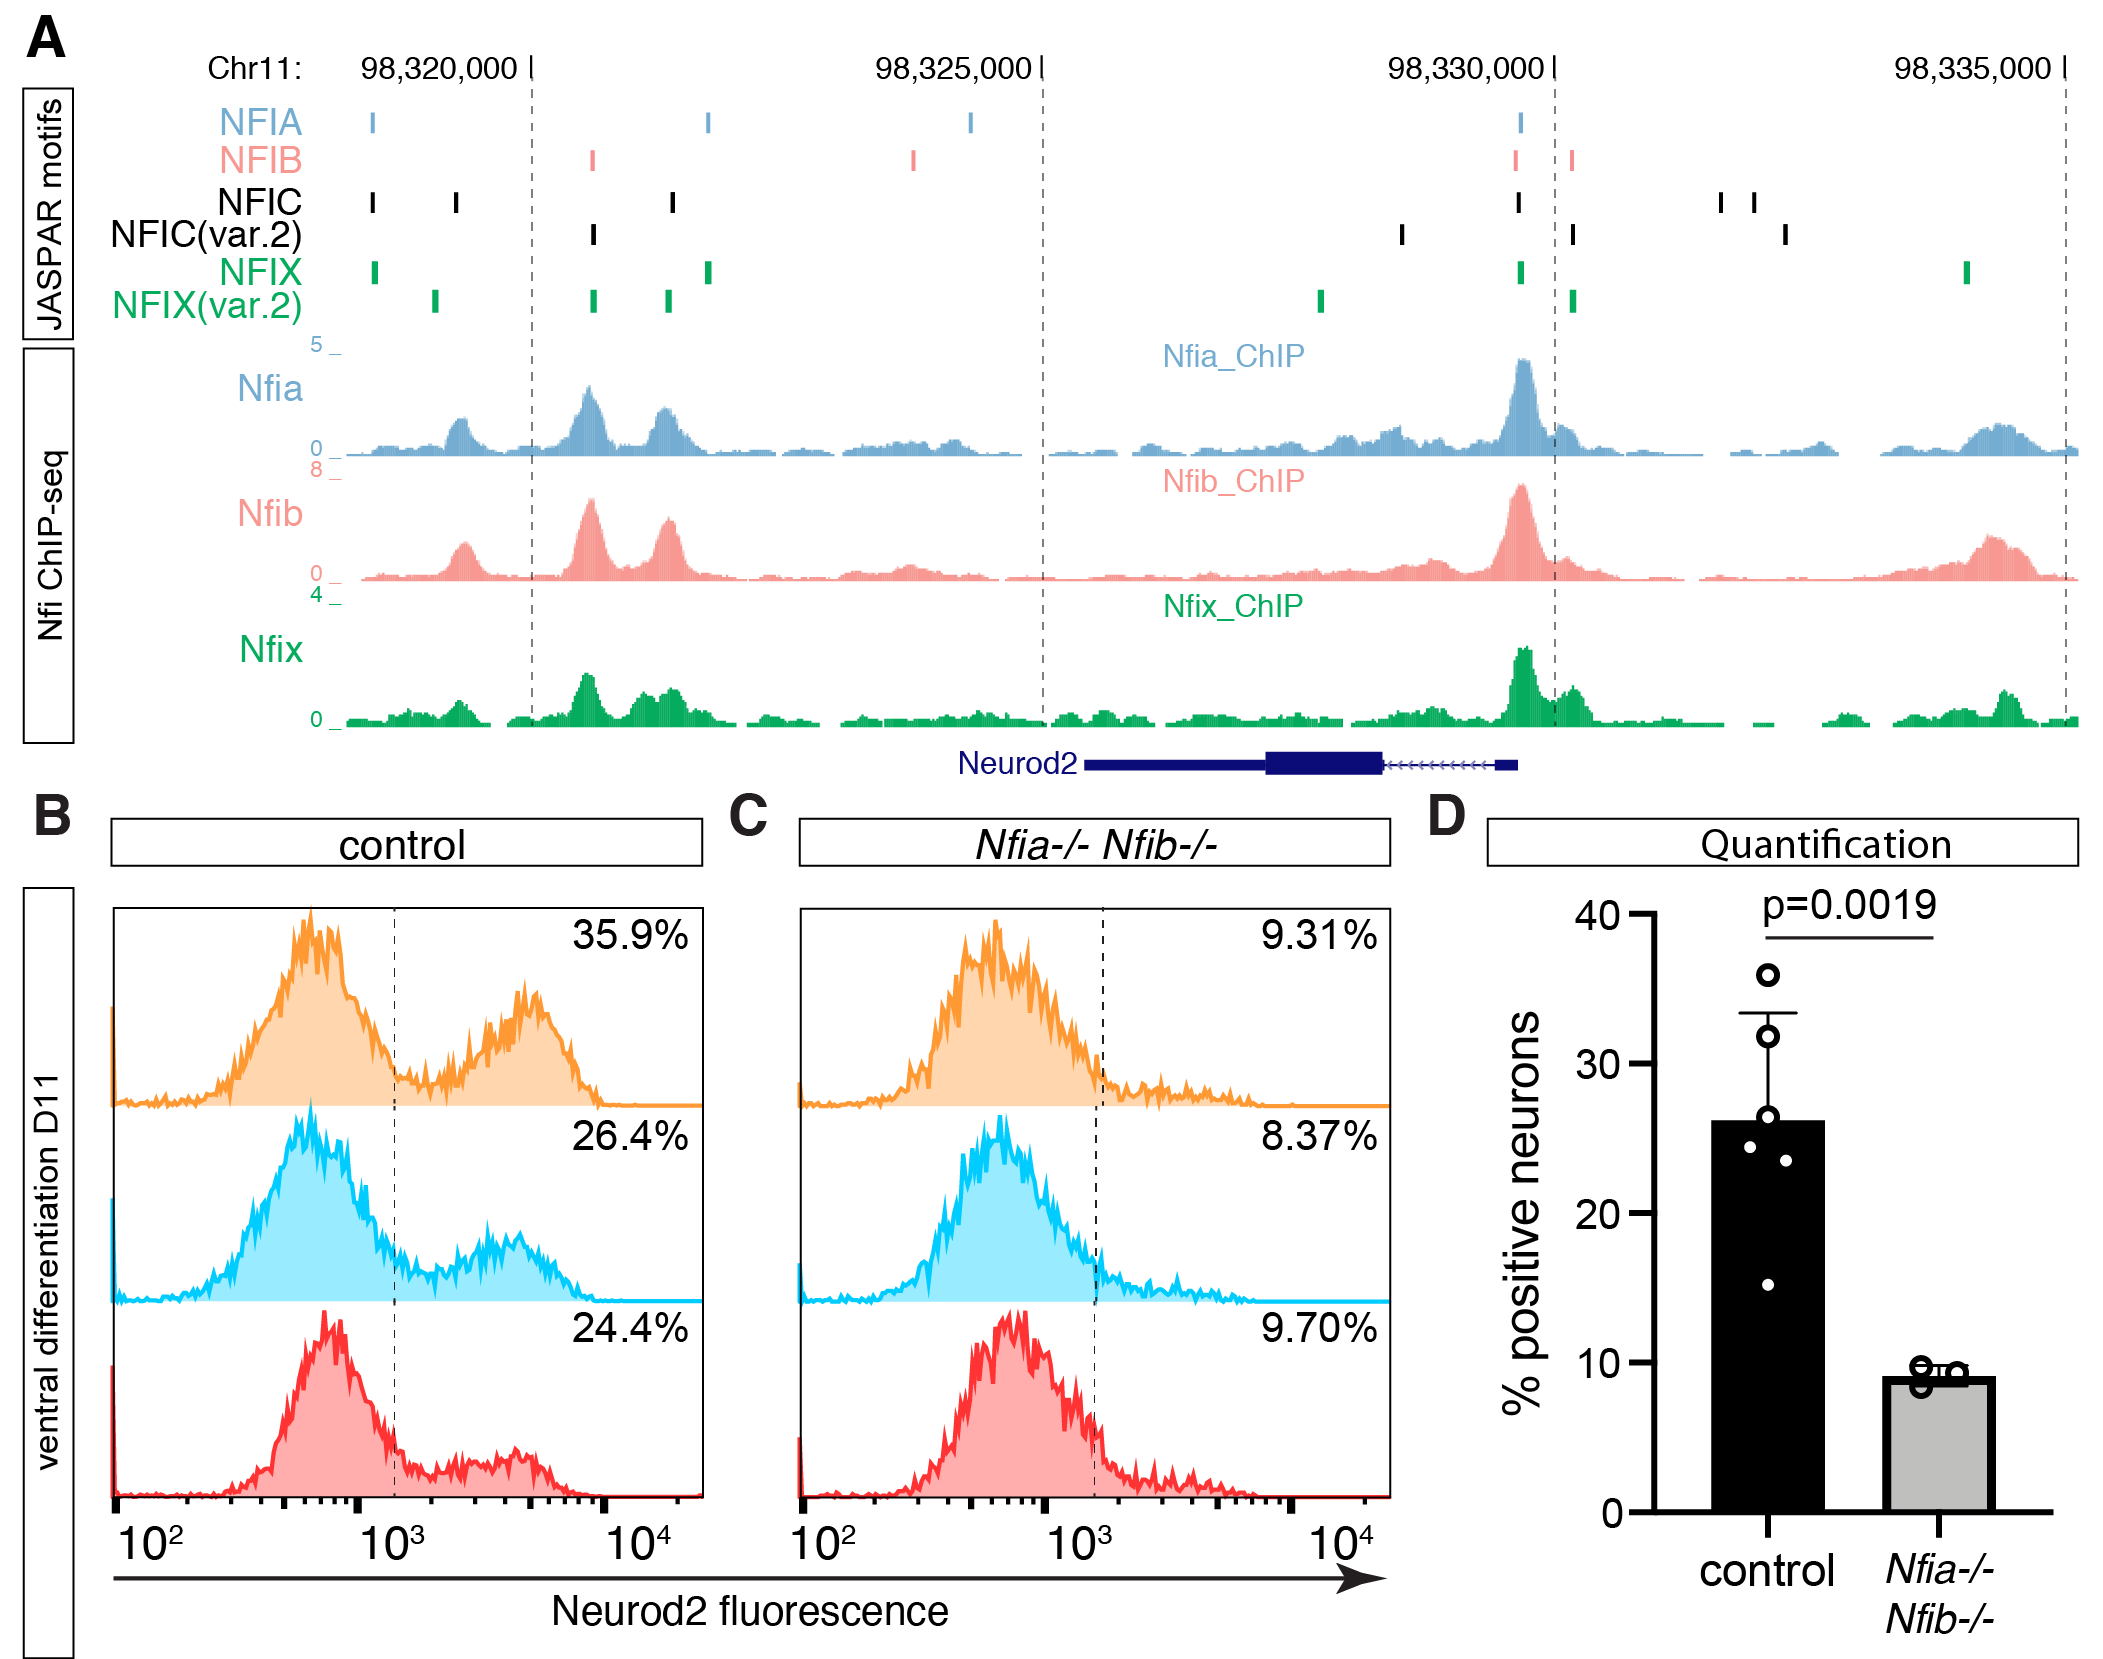 A
Chr11: 98,320,000 98,325,000 98,330,000 98,335,000
JASPAR motifs
NFIA
NFIB
NFIC
NFIC(var.2)
NFIX
NFIX(var.2)
Nfi ChIP-seq
5
Nfia_ChIP
Nfia
0
8
Nfib_ChIP
Nfib
0
4
Nfix_ChIP
Nfix
0
Neurod2
B
control
C
Nfia-/- Nfib-/-
D
Quantification
ventral differentiation D11
35.9%
26.4%
24.4%
10² 10³ 10⁴
9.31%
8.37%
9.70%
10² 10³ 10⁴
Neurod2 fluorescence
p=0.0019
% positive neurons
40
30
20
10
0
control
Nfia-/-
Nfib-/-